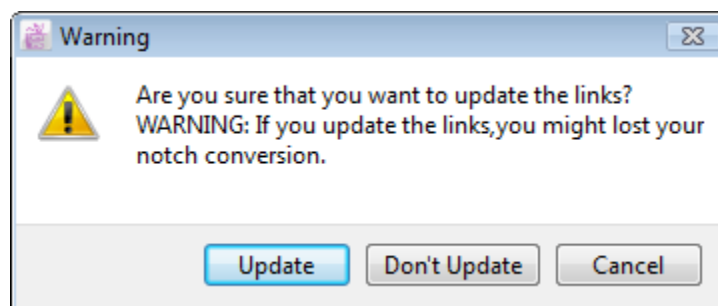 Warning
Are you sure that you want to update the links?
WARNING: If you update the links,you might lost your
notch conversion.
Update Don't Update Cancel